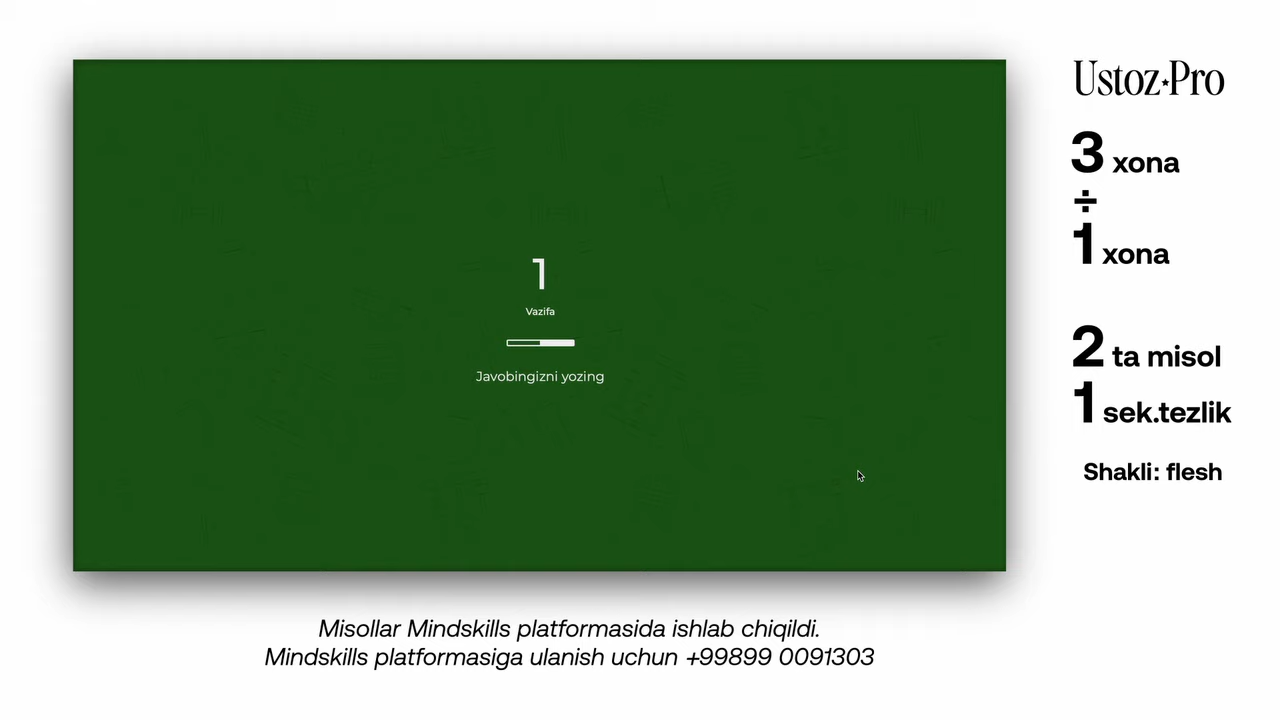 Ustoz★Pro
3 xona
÷
1 xona
2 ta misol
1 sek.tezlik
Shakli: flesh
1
Vazifa
Javobingizni yozing
Misollar Mindskills platformasida ishlab chiqildi.
Mindskills platformasiga ulanish uchun +99899 0091303